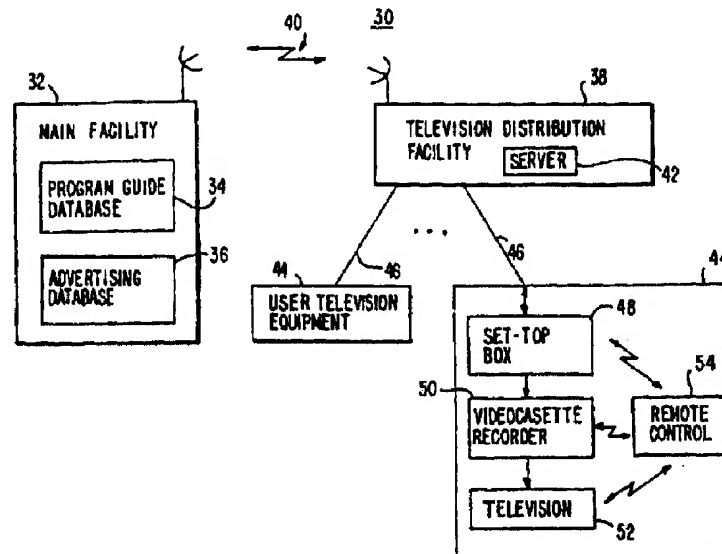 30
40
32
MAIN FACILITY
PROGRAM GUIDE
DATABASE
34
36
ADVERTISING
DATABASE
38
TELEVISION DISTRIBUTION
FACILITY
SERVER
42
...
46
46
44
USER TELEVISION
EQUIPMENT
44
48
SET-TOP
BOX
50
VIDEOCASETTE
RECORDER
54
REMOTE
CONTROL
TELEVISION
52